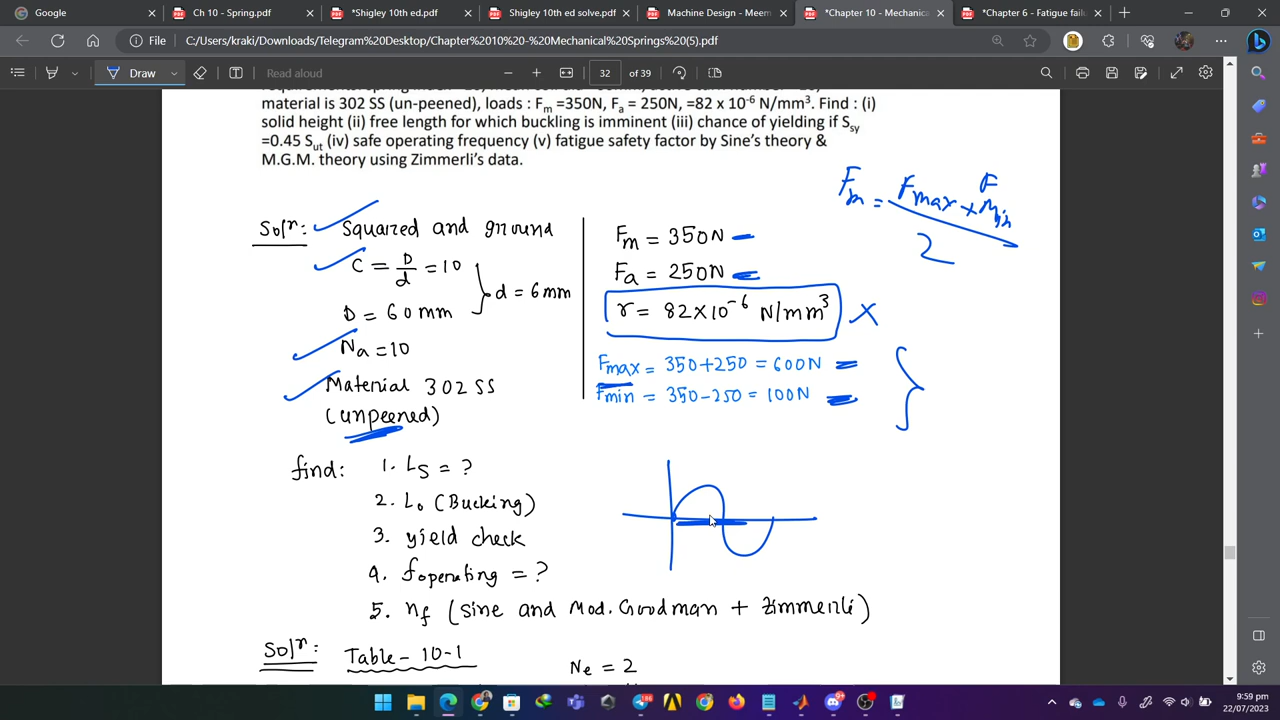 Google
Ch 10 - Spring.pdf
*Shigley 10th ed.pdf
Shigley 10th ed solve.pdf
Machine Design - Meem
*Chapter 10 - Mechanica
*Chapter 6 - Fatigue failu
File
C:/Users/kraki/Downloads/Telegram%20Desktop/Chapter%2010%20-%20Mechanical%20Springs%20(5).pdf
Draw
Read aloud
32
of 39
material is 302 SS (un-peened), loads : Fm =350N, Fa = 250N, =82 x 10-6 N/mm3. Find : (i)
solid height (ii) free length for which buckling is imminent (iii) chance of yielding if Ssy
=0.45 Sut (iv) safe operating frequency (v) fatigue safety factor by Sine's theory &
M.G.M. theory using Zimmerli's data.
Fm = Fmax + Fmin
2
Solⁿ: Squared and ground
C = D/d = 10
D = 60 mm
d = 6 mm
Na = 10
Material 302 SS
(unpeened)
Fm = 350N
Fa = 250N
r = 82X10-6 N/mm3
Fmax = 350+250 = 600N
Fmin = 350-250 = 100N
find: 1. LS = ?
2. Lo (Bucking)
3. yield check
4. foperating = ?
5. nf (sine and Mod. Goodman + Zimmerli)
Solⁿ: Table - 10-1
Ne = 2
9:59 pm
22/07/2023